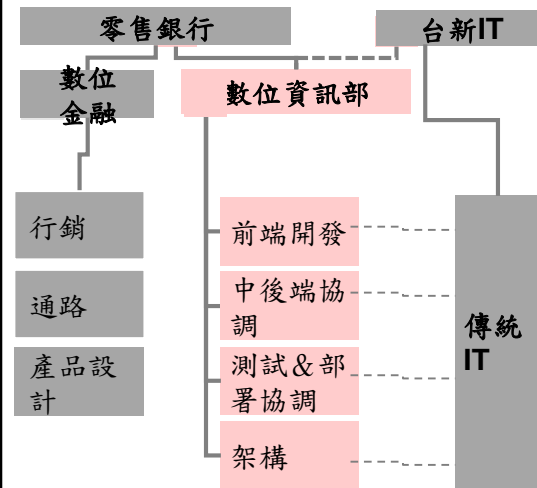 零售銀行
台新IT
數位
金融
數位資訊部
行銷
通路
產品設
計
前端開發
中後端協
調
測試&部
署協調
架構
傳統
IT